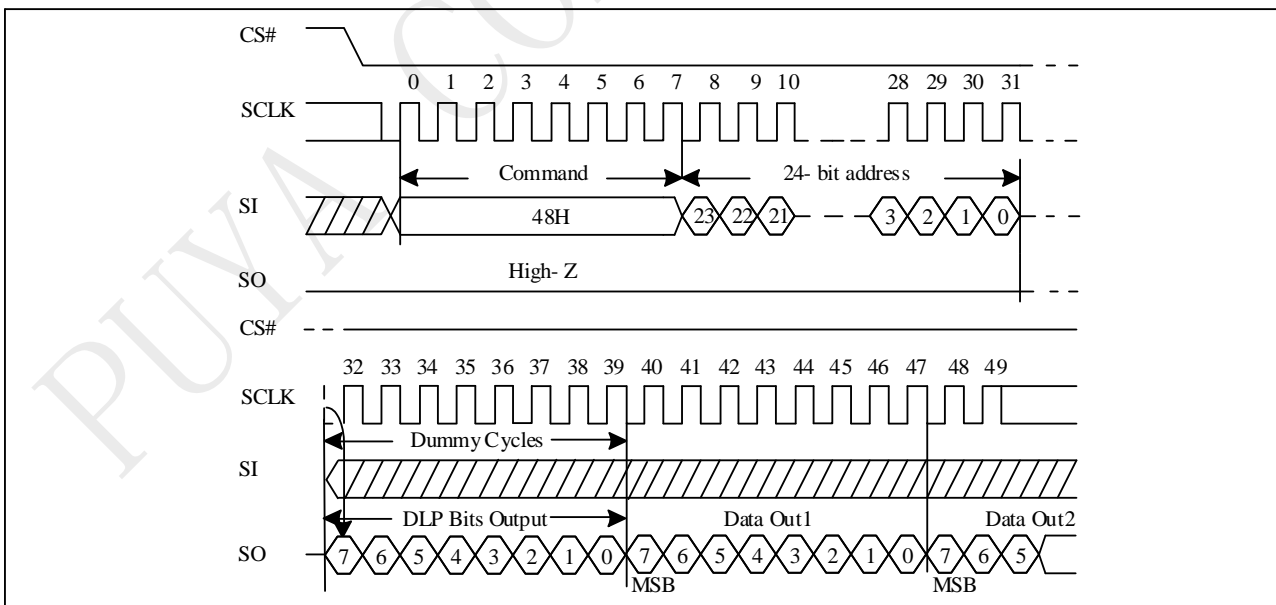 PUYA CO
CS#
0 1 2 3 4 5 6 7 8 9 10 28 29 30 31
SCLK
Command 24- bit address
SI 48H 23 22 21 3 2 1 0
High- Z
SO
CS#
32 33 34 35 36 37 38 39 40 41 42 43 44 45 46 47 48 49
SCLK
Dummy Cycles
SI
DLP Bits Output Data Out1 Data Out2
SO 7 6 5 4 3 2 1 0 7 6 5 4 3 2 1 0 7 6 5
MSB MSB